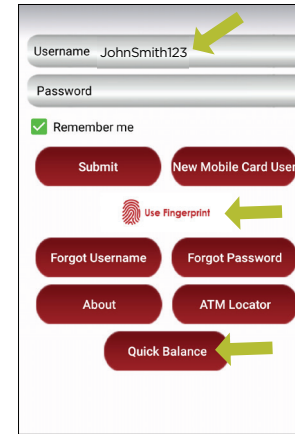 Username JohnSmith123
Password
Remember me
Submit New Mobile Card User
Use Fingerprint
Forgot Username Forgot Password
About ATM Locator
Quick Balance